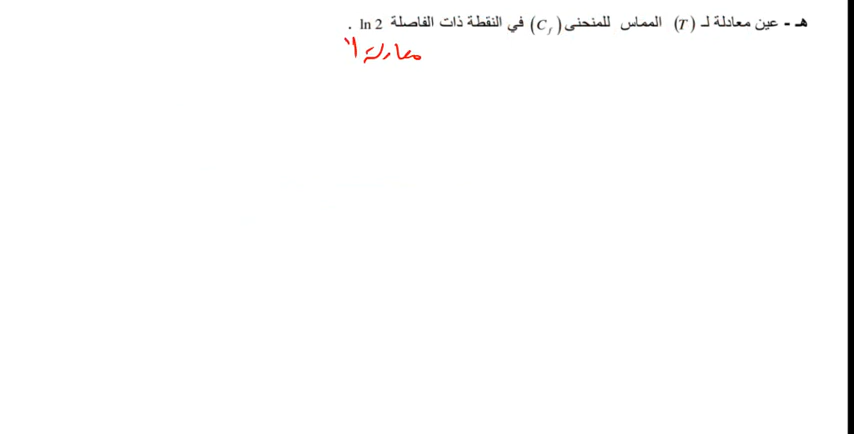 هـ - عين معادلة لـ (T) المماس للمنحنى (C_f) في النقطة ذات الفاصلة ln 2 .
معادلة